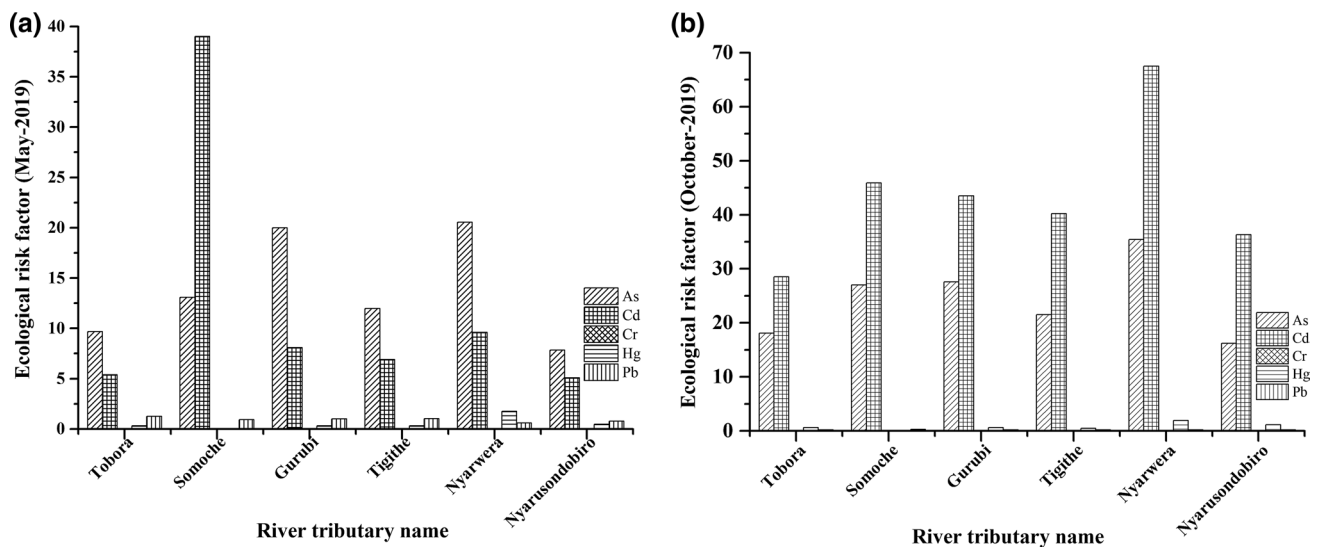 (a)
Ecological risk factor (May-2019)
40
35
30
25
20
15
10
5
0
As
Cd
Cr
Hg
Pb
Tobora
Somoche
Gurubi
Tigithe
Nyarwera
Nyarusondobiro
River tributary name
(b)
Ecological risk factor (October-2019)
70
60
50
40
30
20
10
0
As
Cd
Cr
Hg
Pb
Tobora
Somoche
Gurubi
Tigithe
Nyarwera
Nyarusondobiro
River tributary name